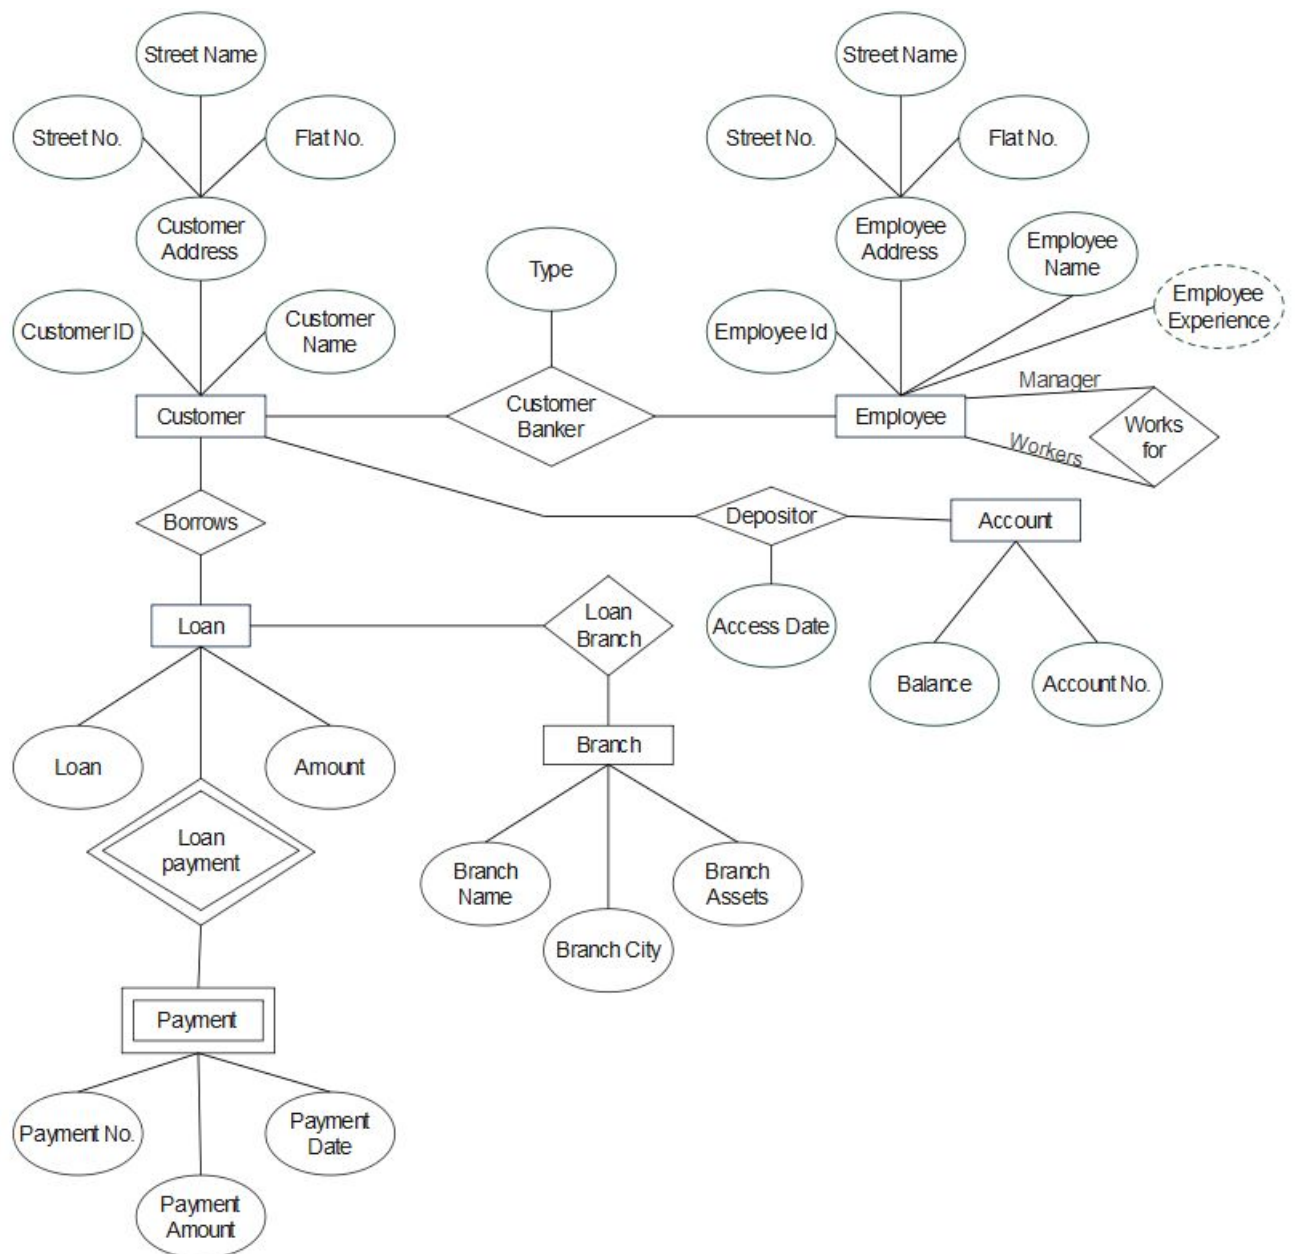 Street Name
Street Name
Street No.
Flat No.
Street No.
Flat No.
Customer
Address
Employee
Address
Employee
Name
Type
Employee
Experience
Customer ID
Customer
Name
Employee Id
Manager
Customer
Customer
Banker
Employee
Works
for
Workers
Borrows
Depositor
Account
Loan
Loan
Branch
Access Date
Balance
Account No.
Branch
Loan
Amount
Loan
payment
Branch
Name
Branch
Assets
Branch City
Payment
Payment No.
Payment
Date
Payment
Amount